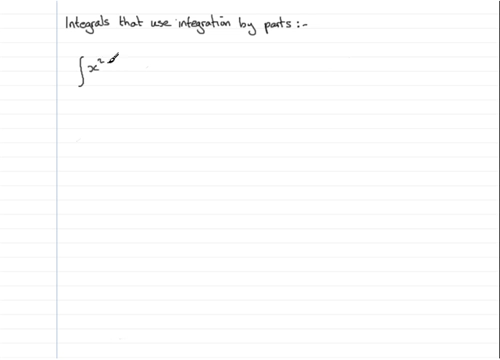 Integrals that use integration by parts :-
∫x²